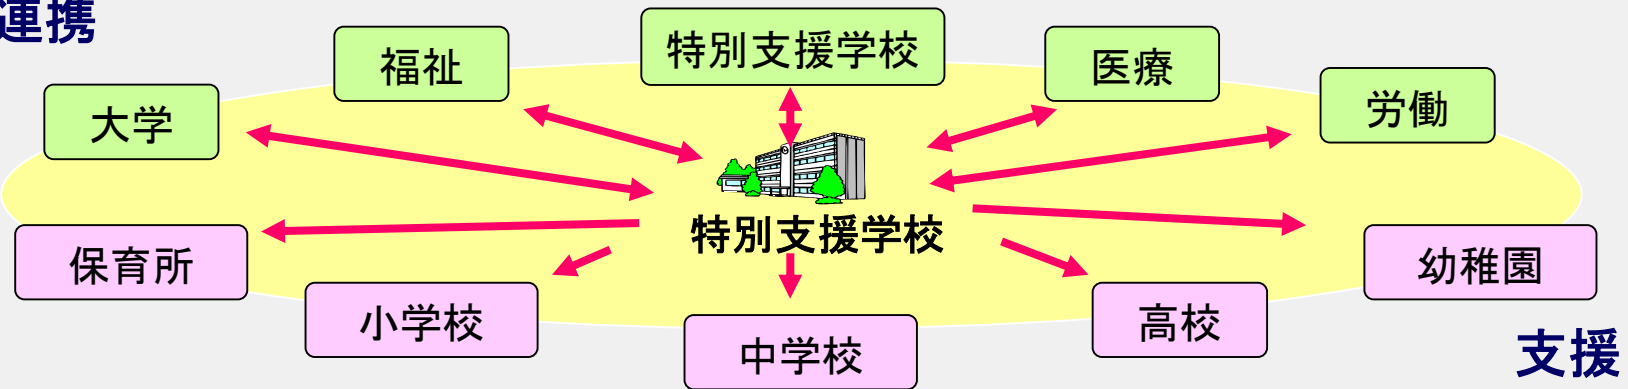 連携
福祉
特別支援学校
医療
大学
労働
特別支援学校
保育所
幼稚園
小学校
中学校
高校
支援